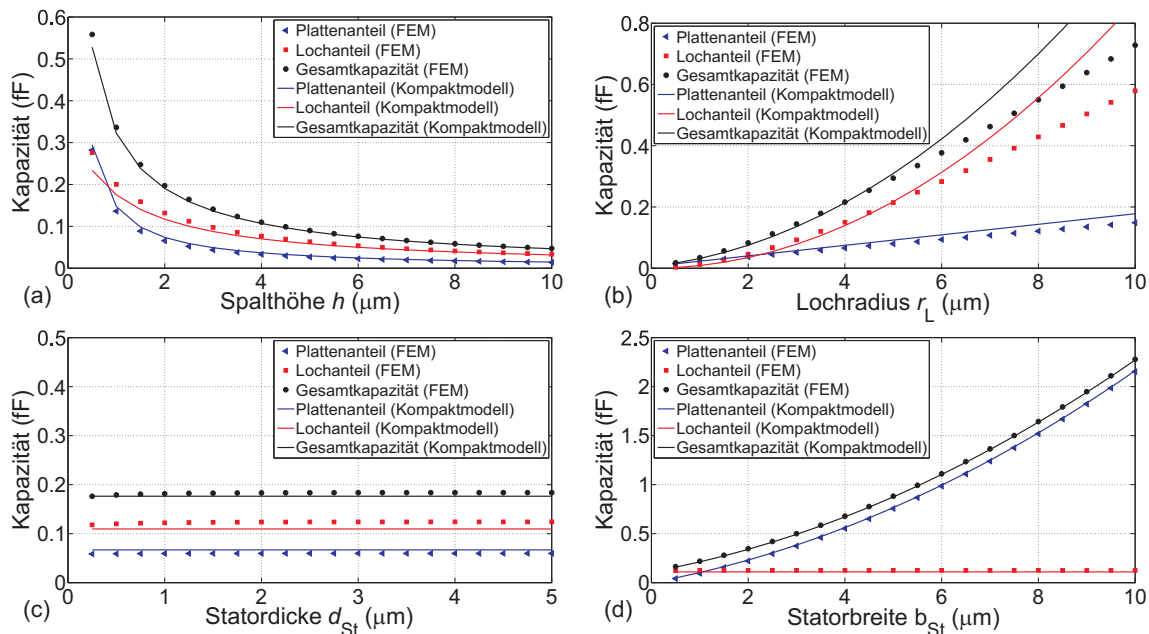 0.6
0.5
0.4
0.3
0.2
0.1
0
Kapazität (fF)
Plattenanteil (FEM)
Lochanteil (FEM)
Gesamtkapazität (FEM)
Plattenanteil (Kompaktmodell)
Lochanteil (Kompaktmodell)
Gesamtkapazität (Kompaktmodell)
0 2 4 6 8 10
(a) Spalthöhe h (μm)
0.8
0.6
0.4
0.2
0
Kapazität (fF)
Plattenanteil (FEM)
Lochanteil (FEM)
Gesamtkapazität (FEM)
Plattenanteil (Kompaktmodell)
Lochanteil (Kompaktmodell)
Gesamtkapazität (Kompaktmodell)
0 2 4 6 8 10
(b) Lochradius r_L (μm)
0.5
0.4
0.3
0.2
0.1
0
Kapazität (fF)
Plattenanteil (FEM)
Lochanteil (FEM)
Gesamtkapazität (FEM)
Plattenanteil (Kompaktmodell)
Lochanteil (Kompaktmodell)
Gesamtkapazität (Kompaktmodell)
0 1 2 3 4 5
(c) Statordicke d_St (μm)
2.5
2
1.5
1
0.5
0
Kapazität (fF)
Plattenanteil (FEM)
Lochanteil (FEM)
Gesamtkapazität (FEM)
Plattenanteil (Kompaktmodell)
Lochanteil (Kompaktmodell)
Gesamtkapazität (Kompaktmodell)
0 2 4 6 8 10
(d) Statorbreite b_St (μm)